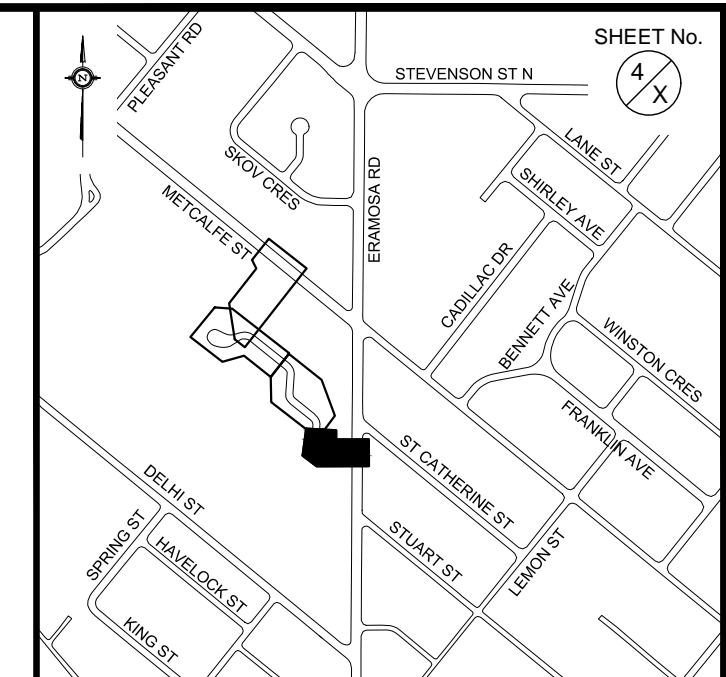 SHEET No.
4
X
PLEASANT RD
N
STEVENSON ST N
LANE ST
SKOV CRES
ERAMOSA RD
SHIRLEY AVE
METCALFE ST
CADILLAC DR
BENNETT AVE
WINSTON CRES
FRANKLIN AVE
ST CATHERINE ST
DELHI ST
STUART ST
SPRING ST
HAVELOCK ST
LEMON ST
KING ST